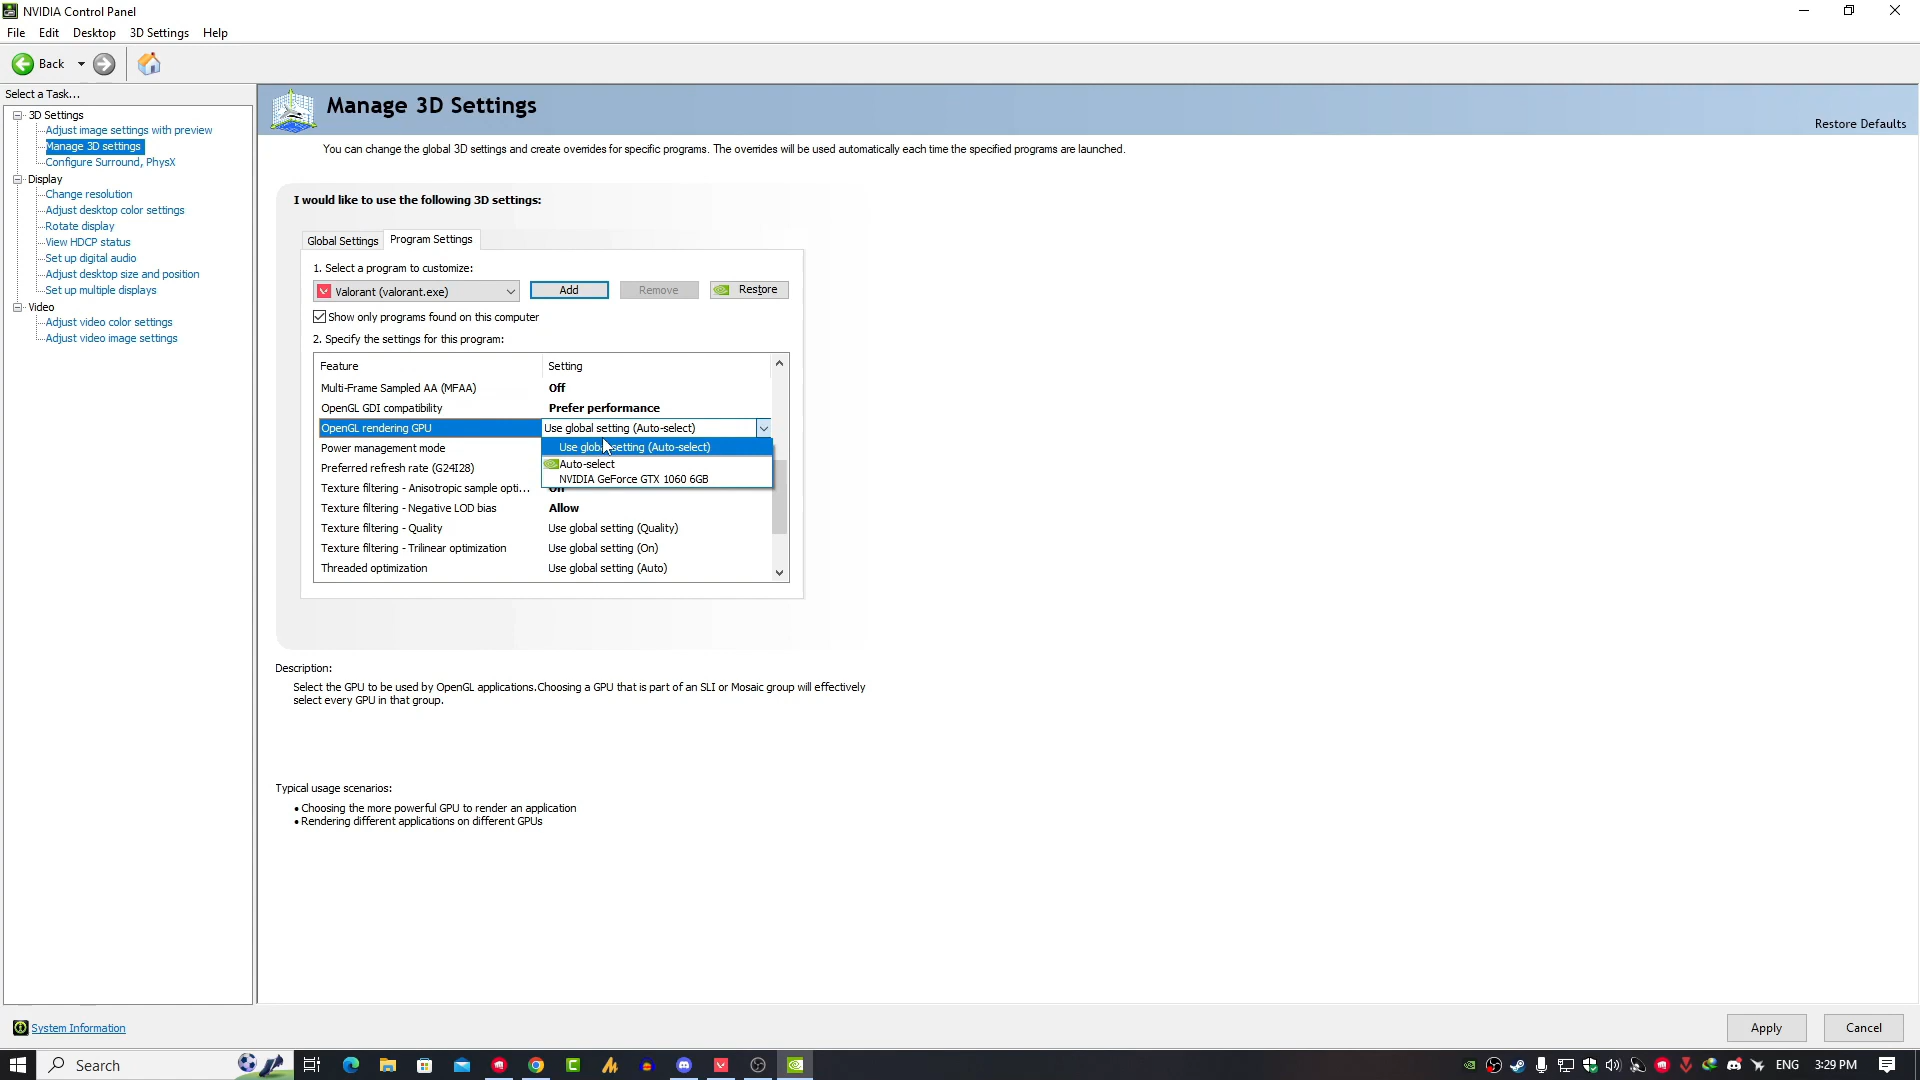 NVIDIA Control Panel
File Edit Desktop 3D Settings Help
Back
Select a Task...
3D Settings
Adjust image settings with preview
Manage 3D settings
Configure Surround, PhysX
Display
Change resolution
Adjust desktop color settings
Rotate display
View HDCP status
Set up digital audio
Adjust desktop size and position
Set up multiple displays
Video
Adjust video color settings
Adjust video image settings
Manage 3D Settings
Restore Defaults
You can change the global 3D settings and create overrides for specific programs. The overrides will be used automatically each time the specified programs are launched.
I would like to use the following 3D settings:
Global Settings Program Settings
1. Select a program to customize:
Valorant (valorant.exe) Add Remove Restore
Show only programs found on this computer
2. Specify the settings for this program:
Feature Setting
Multi-Frame Sampled AA (MFAA) Off
OpenGL GDI compatibility Prefer performance
OpenGL rendering GPU Use global setting (Auto-select)
Use global setting (Auto-select)
Auto-select
NVIDIA GeForce GTX 1060 6GB
Power management mode
Preferred refresh rate (G24I28)
Texture filtering - Anisotropic sample opti...
Texture filtering - Negative LOD bias Allow
Texture filtering - Quality Use global setting (Quality)
Texture filtering - Trilinear optimization Use global setting (On)
Threaded optimization Use global setting (Auto)
Description:
Select the GPU to be used by OpenGL applications.Choosing a GPU that is part of an SLI or Mosaic group will effectively
select every GPU in that group.
Typical usage scenarios:
• Choosing the more powerful GPU to render an application
• Rendering different applications on different GPUs
System Information
Apply Cancel
Search
ENG 3:29 PM